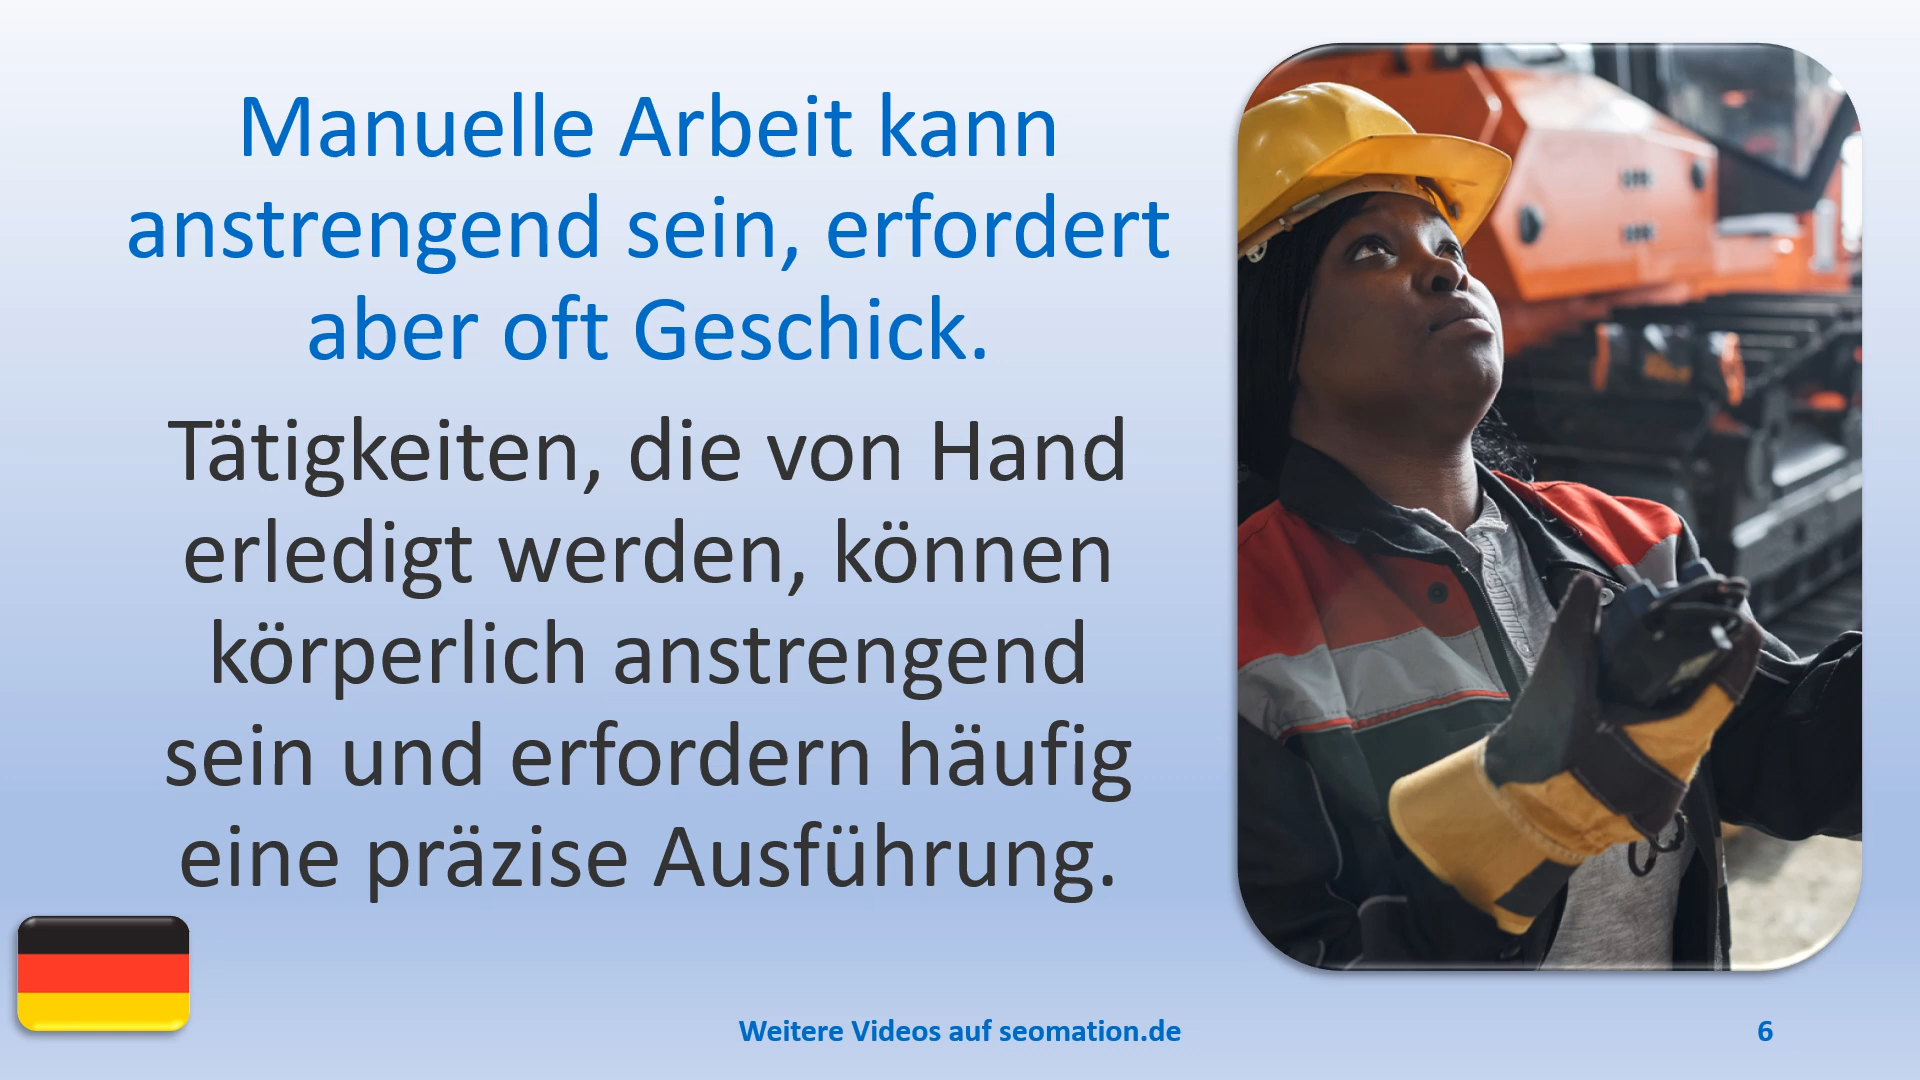 Manuelle Arbeit kann
anstrengend sein, erfordert
aber oft Geschick.
Tätigkeiten, die von Hand
erledigt werden, können
körperlich anstrengend
sein und erfordern häufig
eine präzise Ausführung.
Weitere Videos auf seomation.de
6